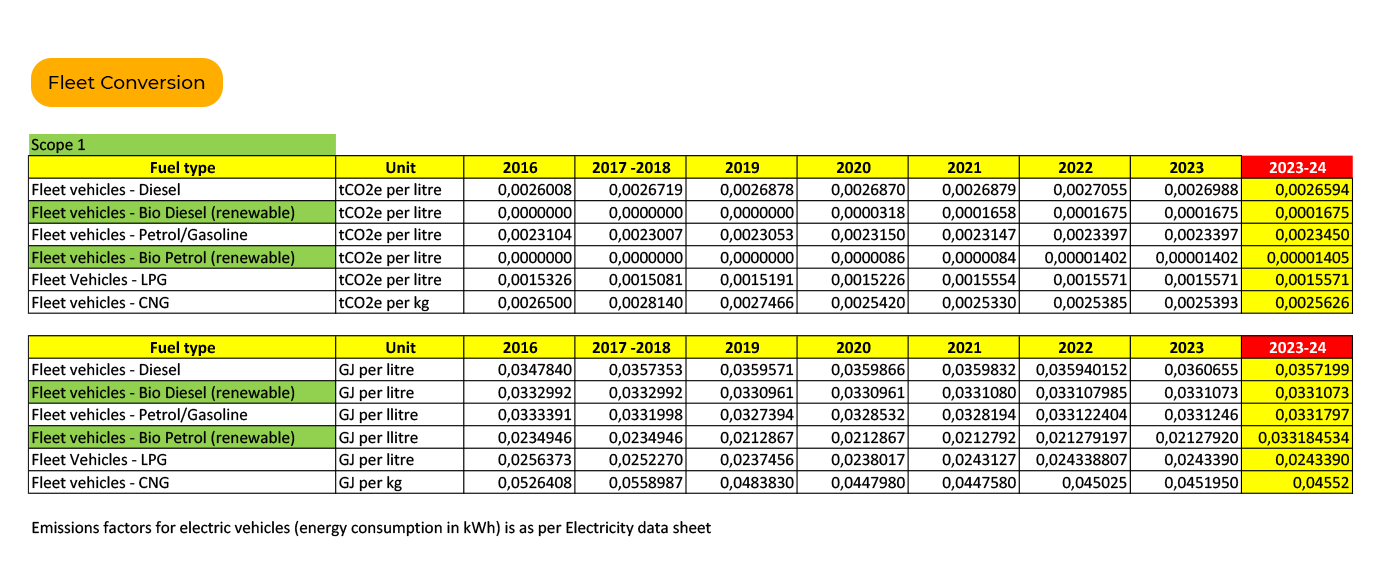 Fleet Conversion
Scope 1
Fuel type Unit 2016 2017 -2018 2019 2020 2021 2022 2023 2023-24
Fleet vehicles - Diesel tCO2e per litre 0,0026008 0,0026719 0,0026878 0,0026870 0,0026879 0,0027055 0,0026988 0,0026594
Fleet vehicles - Bio Diesel (renewable) tCO2e per litre 0,0000000 0,0000000 0,0000000 0,0000318 0,0001658 0,0001675 0,0001675 0,0001675
Fleet vehicles - Petrol/Gasoline tCO2e per litre 0,0023104 0,0023007 0,0023053 0,0023150 0,0023147 0,0023397 0,0023397 0,0023450
Fleet vehicles - Bio Petrol (renewable) tCO2e per litre 0,0000000 0,0000000 0,0000000 0,0000086 0,0000084 0,00001402 0,00001402 0,00001405
Fleet Vehicles - LPG tCO2e per litre 0,0015326 0,0015081 0,0015191 0,0015226 0,0015554 0,0015571 0,0015571 0,0015571
Fleet vehicles - CNG tCO2e per kg 0,0026500 0,0028140 0,0027466 0,0025420 0,0025330 0,0025385 0,0025393 0,0025626
Fuel type Unit 2016 2017 -2018 2019 2020 2021 2022 2023 2023-24
Fleet vehicles - Diesel GJ per litre 0,0347840 0,0357353 0,0359571 0,0359866 0,0359832 0,035940152 0,0360655 0,0357199
Fleet vehicles - Bio Diesel (renewable) GJ per litre 0,0332992 0,0332992 0,0330961 0,0330961 0,0331080 0,033107985 0,0331073 0,0331073
Fleet vehicles - Petrol/Gasoline GJ per llitre 0,0333391 0,0331998 0,0327394 0,0328532 0,0328194 0,033122404 0,0331246 0,0331797
Fleet vehicles - Bio Petrol (renewable) GJ per llitre 0,0234946 0,0234946 0,0212867 0,0212867 0,0212792 0,021279197 0,02127920 0,033184534
Fleet Vehicles - LPG GJ per litre 0,0256373 0,0252270 0,0237456 0,0238017 0,0243127 0,024338807 0,0243390 0,0243390
Fleet vehicles - CNG GJ per kg 0,0526408 0,0558987 0,0483830 0,0447980 0,0447580 0,045025 0,0451950 0,04552
Emissions factors for electric vehicles (energy consumption in kWh) is as per Electricity data sheet